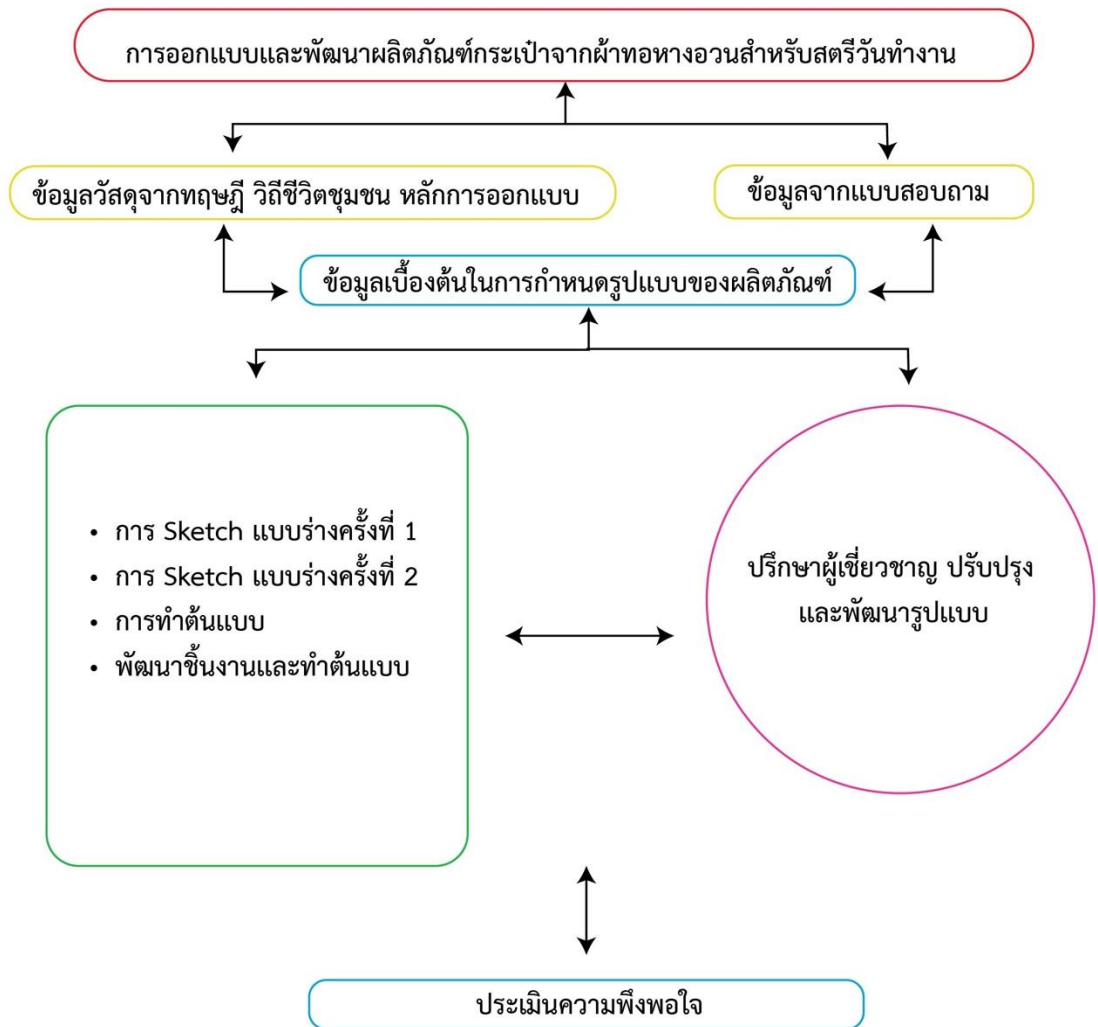 การออกแบบและพัฒนาผลิตภัณฑ์กระเป๋าจากผ้าทอหางอวนสำหรับสตรีวันทำงาน
ข้อมูลวัสดุจากทฤษฎี วิถีชีวิตชุมชน หลักการออกแบบ
ข้อมูลจากแบบสอบถาม
ข้อมูลเบื้องต้นในการกำหนดรูปแบบของผลิตภัณฑ์
• การ Sketch แบบร่างครั้งที่ 1
• การ Sketch แบบร่างครั้งที่ 2
• การทำต้นแบบ
• พัฒนาชิ้นงานและทำต้นแบบ
ปรึกษาผู้เชี่ยวชาญ ปรับปรุง
และพัฒนารูปแบบ
ประเมินความพึงพอใจ